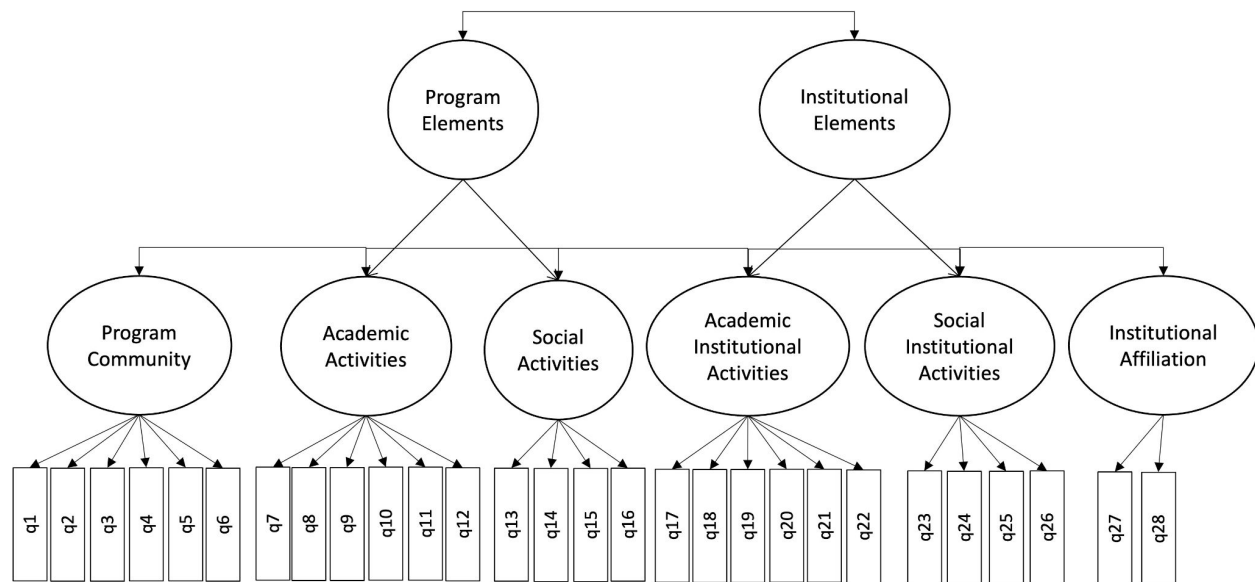 Program
Elements
Institutional
Elements
Program
Community
Academic
Activities
Social
Activities
Academic
Institutional
Activities
Social
Institutional
Activities
Institutional
Affiliation
q1
q2
q3
q4
q5
q6
q7
q8
q9
q10
q11
q12
q13
q14
q15
q16
q17
q18
q19
q20
q21
q22
q23
q24
q25
q26
q27
q28